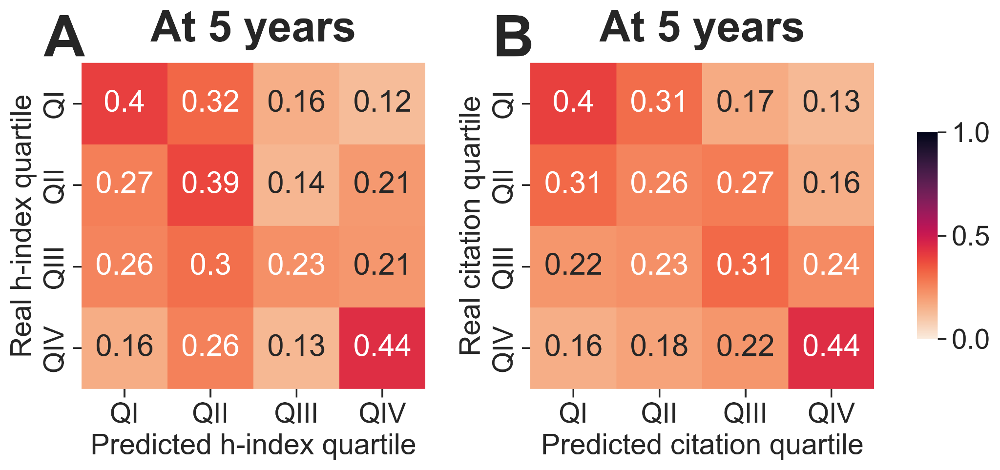 A At 5 years
Real h-index quartile
QI 0.4 0.32 0.16 0.12
QII 0.27 0.39 0.14 0.21
QIII 0.26 0.3 0.23 0.21
QIV 0.16 0.26 0.13 0.44
QI QII QIII QIV
Predicted h-index quartile
B At 5 years
Real citation quartile
QI 0.4 0.31 0.17 0.13
QII 0.31 0.26 0.27 0.16
QIII 0.22 0.23 0.31 0.24
QIV 0.16 0.18 0.22 0.44
QI QII QIII QIV
Predicted citation quartile
1.0
0.5
0.0